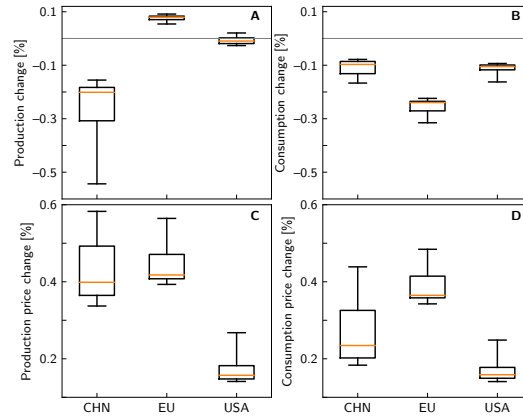 A
Production change [%]
0.1
−0.1
−0.3
−0.5
B
Consumption change [%]
0.1
−0.1
−0.3
−0.5
C
Production price change [%]
0.6
0.4
0.2
CHN EU USA
D
Consumption price change [%]
0.6
0.4
0.2
CHN EU USA